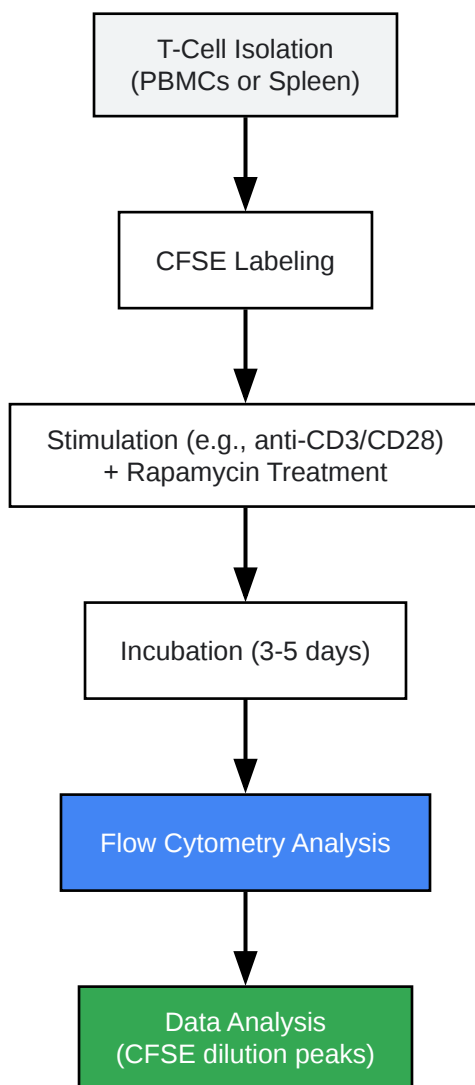 T-Cell Isolation
(PBMCs or Spleen)
CFSE Labeling
Stimulation (e.g., anti-CD3/CD28)
+ Rapamycin Treatment
Incubation (3-5 days)
Flow Cytometry Analysis
Data Analysis
(CFSE dilution peaks)